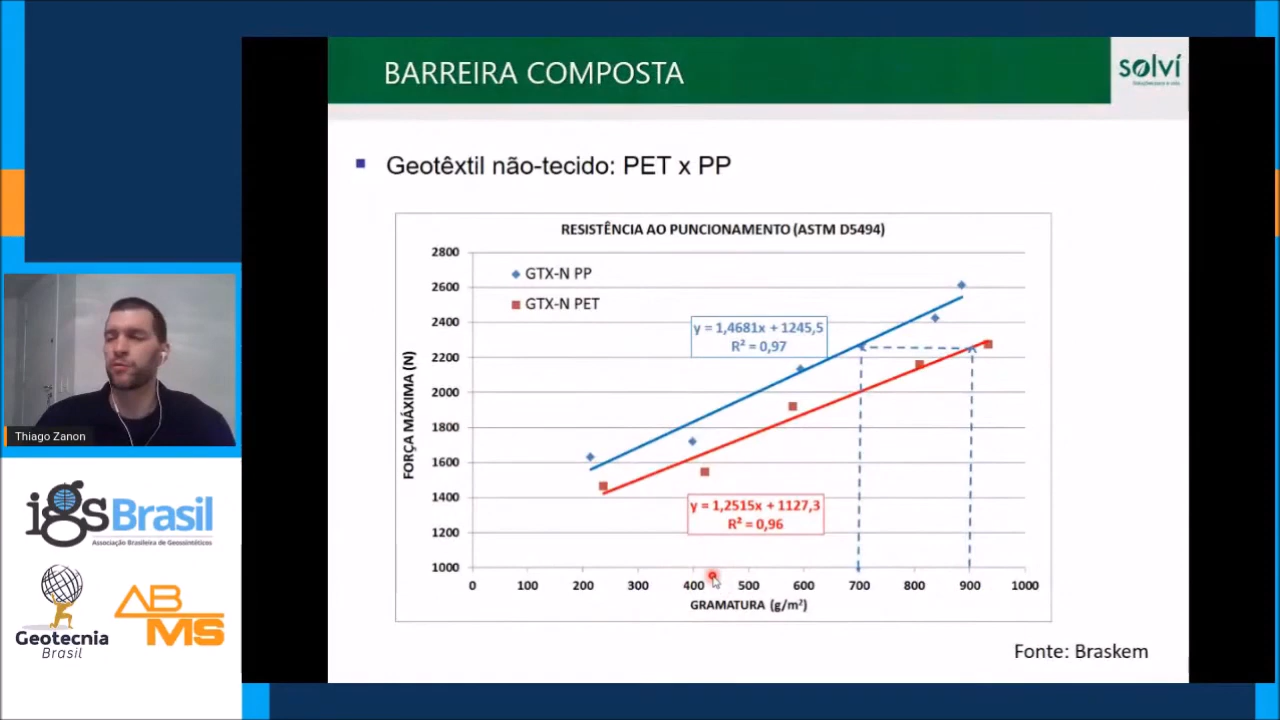 BARREIRA COMPOSTA
solví
Geotêxtil não-tecido: PET x PP
RESISTÊNCIA AO PUNCIONAMENTO (ASTM D5494)
2800
2600
2400
2200
2000
1800
1600
1400
1200
1000
FORÇA MÁXIMA (N)
GTX-N PP
GTX-N PET
y = 1,4681x + 1245,5
R² = 0,97
y = 1,2515x + 1127,3
R² = 0,96
0 100 200 300 400 500 600 700 800 900 1000
GRAMATURA (g/m²)
Fonte: Braskem
Thiago Zanon
igsBrasil
Associação Brasileira de Geossintéticos
Geotecnia
Brasil
ABMS